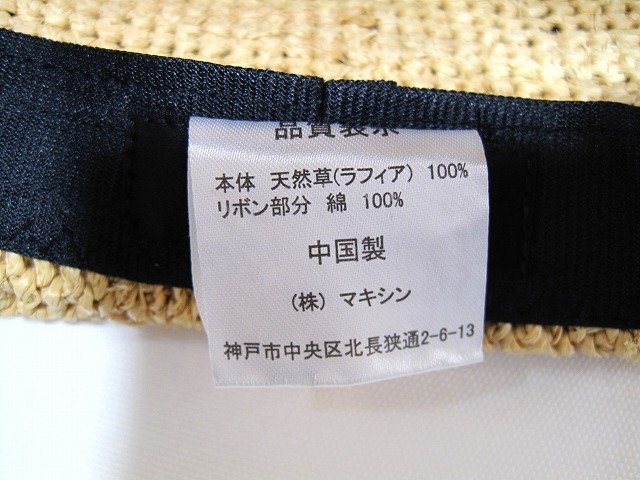 品質表示
本体 天然草(ラフィア) 100%
リボン部分 綿 100%
中国製
(株) マキシン
神戸市中央区北長狭通2-6-13